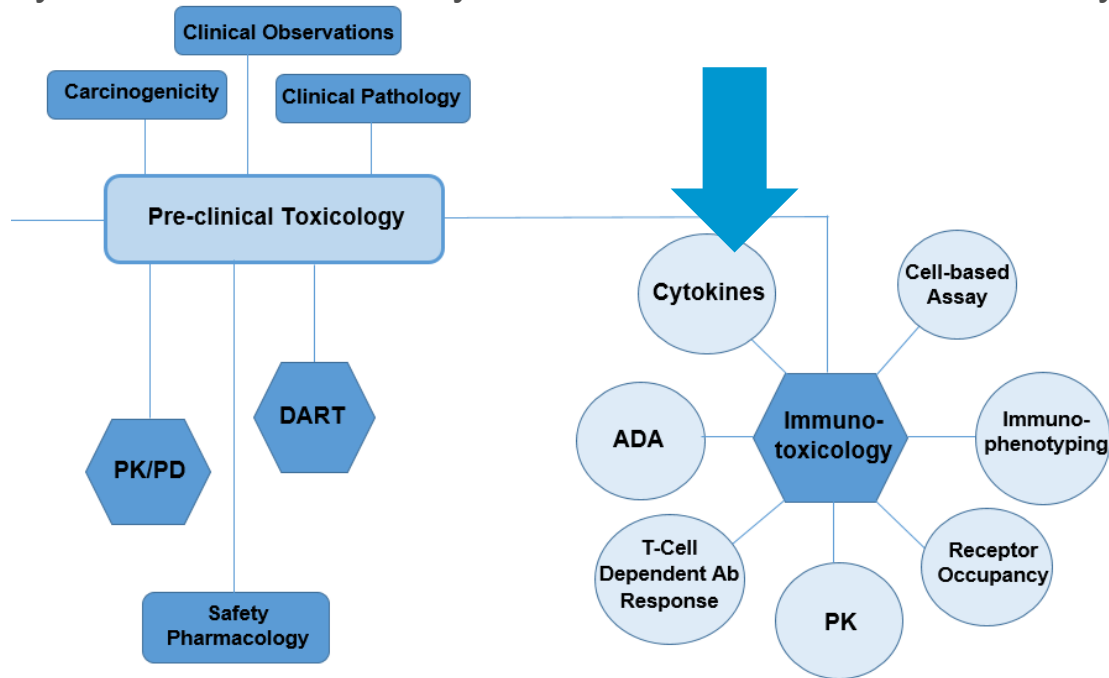 Clinical Observations
Carcinogenicity
Clinical Pathology
Pre-clinical Toxicology
PK/PD
DART
Safety
Pharmacology
Cytokines
Cell-based
Assay
ADA
Immuno-
toxicology
Immuno-
phenotyping
T-Cell
Dependent Ab
Response
PK
Receptor
Occupancy